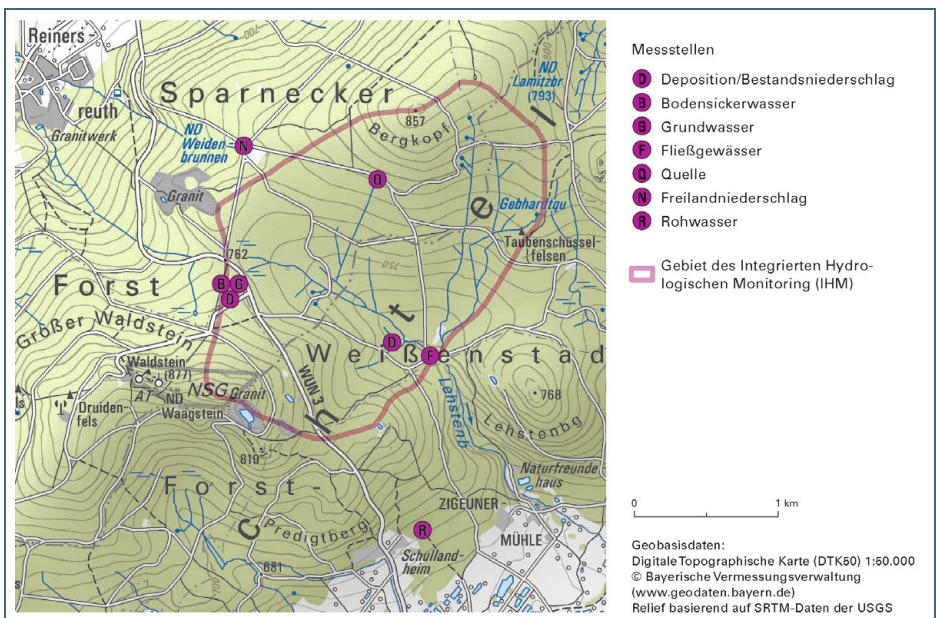 Reiners-
reuth
Granitwerk
Sparnecker
ND
Lamitzbr
(793)
700
600
857
Bergkopf
ND
Weiden-
brunnen
N
Q
Granit
e
l
Gebhardtqu
Taubenschüssel-
felsen
762
750
B G
D
Forst
Großer Waldstein
t
D
F
Weißenstad
Waldstein
(877)
AT
ND
Waagstein
NSG
Granit
WUN 3
h
Druiden-
fels
ls
Lehstenb
768
Lehstenbg
819
Forst-
c
Predigtberg
Naturfreunde
haus
ZIGEUNER-
MÜHLE
R
Schulland-
heim
681
Messstellen
D Deposition/Bestandsniederschlag
B Bodensickerwasser
G Grundwasser
F Fließgewässer
Q Quelle
N Freilandniederschlag
R Rohwasser
Gebiet des Integrierten Hydro-
logischen Monitoring (IHM)
0 1 km
Geobasisdaten:
Digitale Topographische Karte (DTK50) 1:50.000
© Bayerische Vermessungsverwaltung
(www.geodaten.bayern.de)
Relief basierend auf SRTM-Daten der USGS